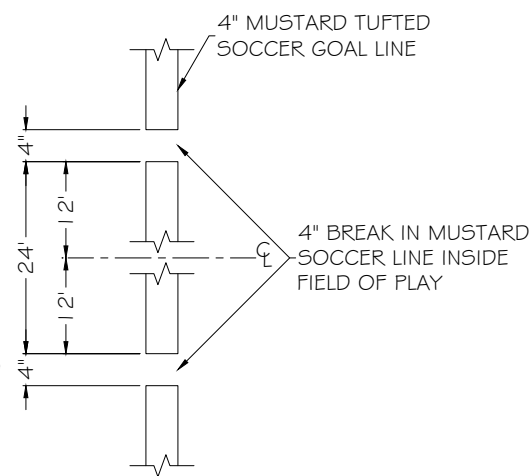 4" MUSTARD TUFTED
SOCCER GOAL LINE
4"
12'
24'
12'
4"
CL
4" BREAK IN MUSTARD
SOCCER LINE INSIDE
FIELD OF PLAY